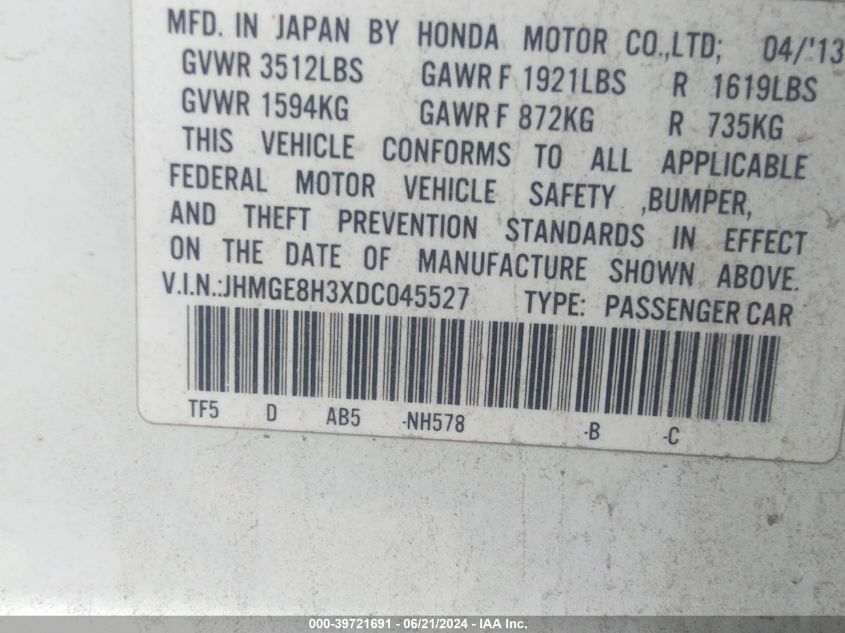 MFD. IN JAPAN BY HONDA MOTOR CO.,LTD; 04/'13
GVWR 3512LBS GAWR F 1921LBS R 1619LBS
GVWR 1594KG GAWR F 872KG R 735KG
THIS VEHICLE CONFORMS TO ALL APPLICABLE
FEDERAL MOTOR VEHICLE SAFETY ,BUMPER,
AND THEFT PREVENTION STANDARDS IN EFFECT
ON THE DATE OF MANUFACTURE SHOWN ABOVE.
V.I.N.:JHMGE8H3XDC045527 TYPE: PASSENGER CAR
TF5 D AB5 -NH578 -B -C
000-39721691 - 06/21/2024 - IAA Inc.